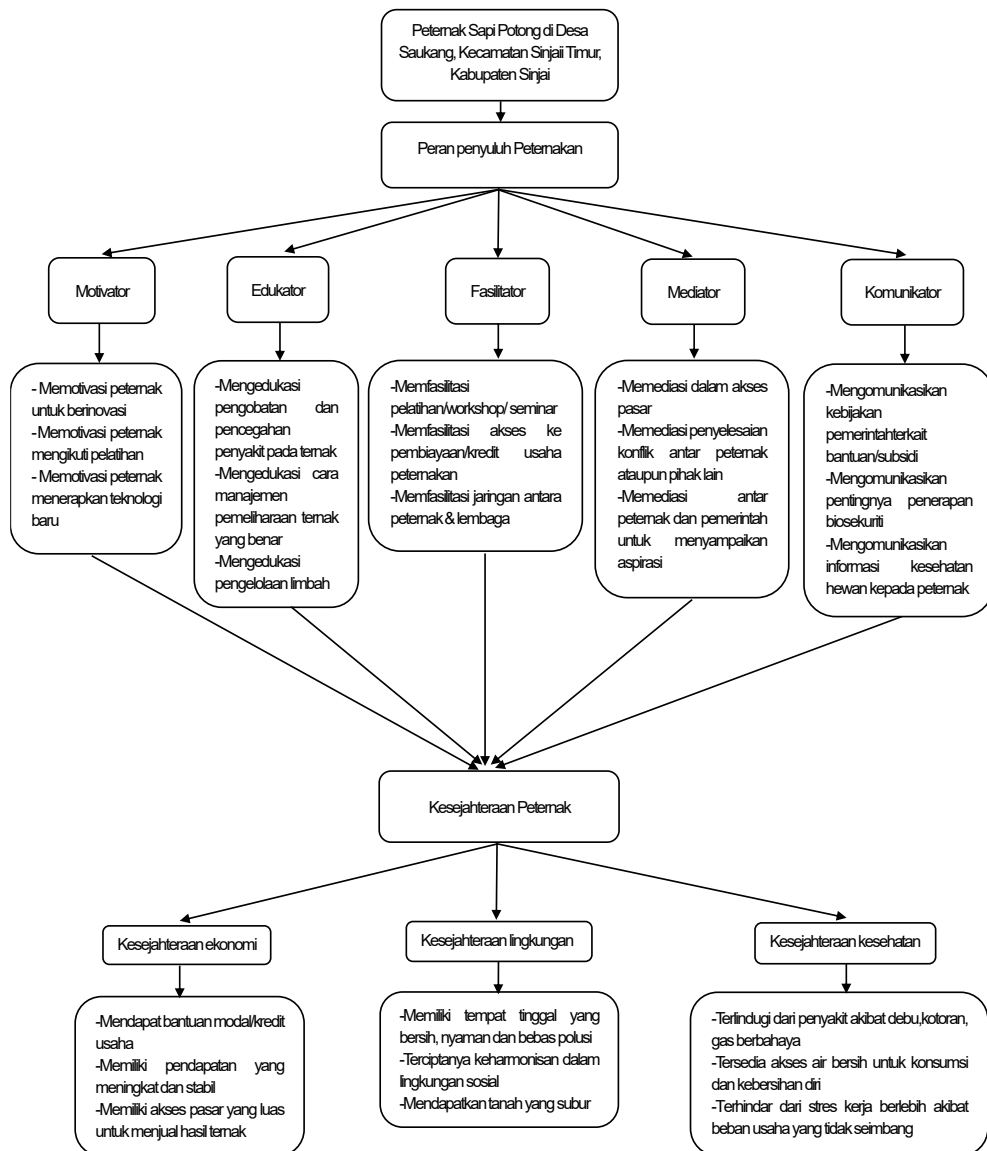 Peternak Sapi Potong di Desa
Saukang, Kecamatan Sinjaii Timur,
Kabupaten Sinjai
Peran penyuluh Peternakan
Motivator
Edukator
Fasilitator
Mediator
Komunikator
- Memotivasi peternak
untuk berinovasi
- Memotivasi peternak
mengikuti pelatihan
- Memotivasi peternak
menerapkan teknologi
baru
-Mengedukasi
pengobatan dan
pencegahan
penyakit pada ternak
- Mengedukasi cara
manajemen
pemeliharaan ternak
yang benar
- Mengedukasi
pengelolaan limbah
-Memfasilitasi
pelatihan/workshop/ seminar
-Memfasilitasi akses ke
pembiayaan/kredit usaha
peternakan
-Memfasilitasi jaringan antara
peternak & lembaga
-Memediasi dalam akses
pasar
-Memediasi penyelesaian
konflik antar peternak
ataupun pihak lain
-Memediasi antar
peternak dan pemerintah
untuk menyampaikan
aspirasi
-Mengomunikasikan
kebijakan
pemerintahterkait
bantuan/subsidi
-Mengomunikasikan
pentingnya penerapan
biosekuriti
-Mengomunikasikan
informasi kesehatan
hewan kepada peternak
Kesejahteraan Peternak
Kesejahteraan ekonomi
Kesejahteraan lingkungan
Kesejahteraan kesehatan
-Mendapat bantuan modal/kredit
usaha
-Memiliki pendapatan yang
meningkat dan stabil
-Memiliki akses pasar yang luas
untuk menjual hasil ternak
-Memiliki tempat tinggal yang
bersih, nyaman dan bebas polusi
-Terciptanya keharmonisan dalam
lingkungan sosial
-Mendapatkan tanah yang subur
-Terlindugi dari penyakit akibat debu,kotoran,
gas berbahaya
-Tersedia akses air bersih untuk konsumsi
dan kebersihan diri
-Terhindar dari stres kerja berlebih akibat
beban usaha yang tidak seimbang